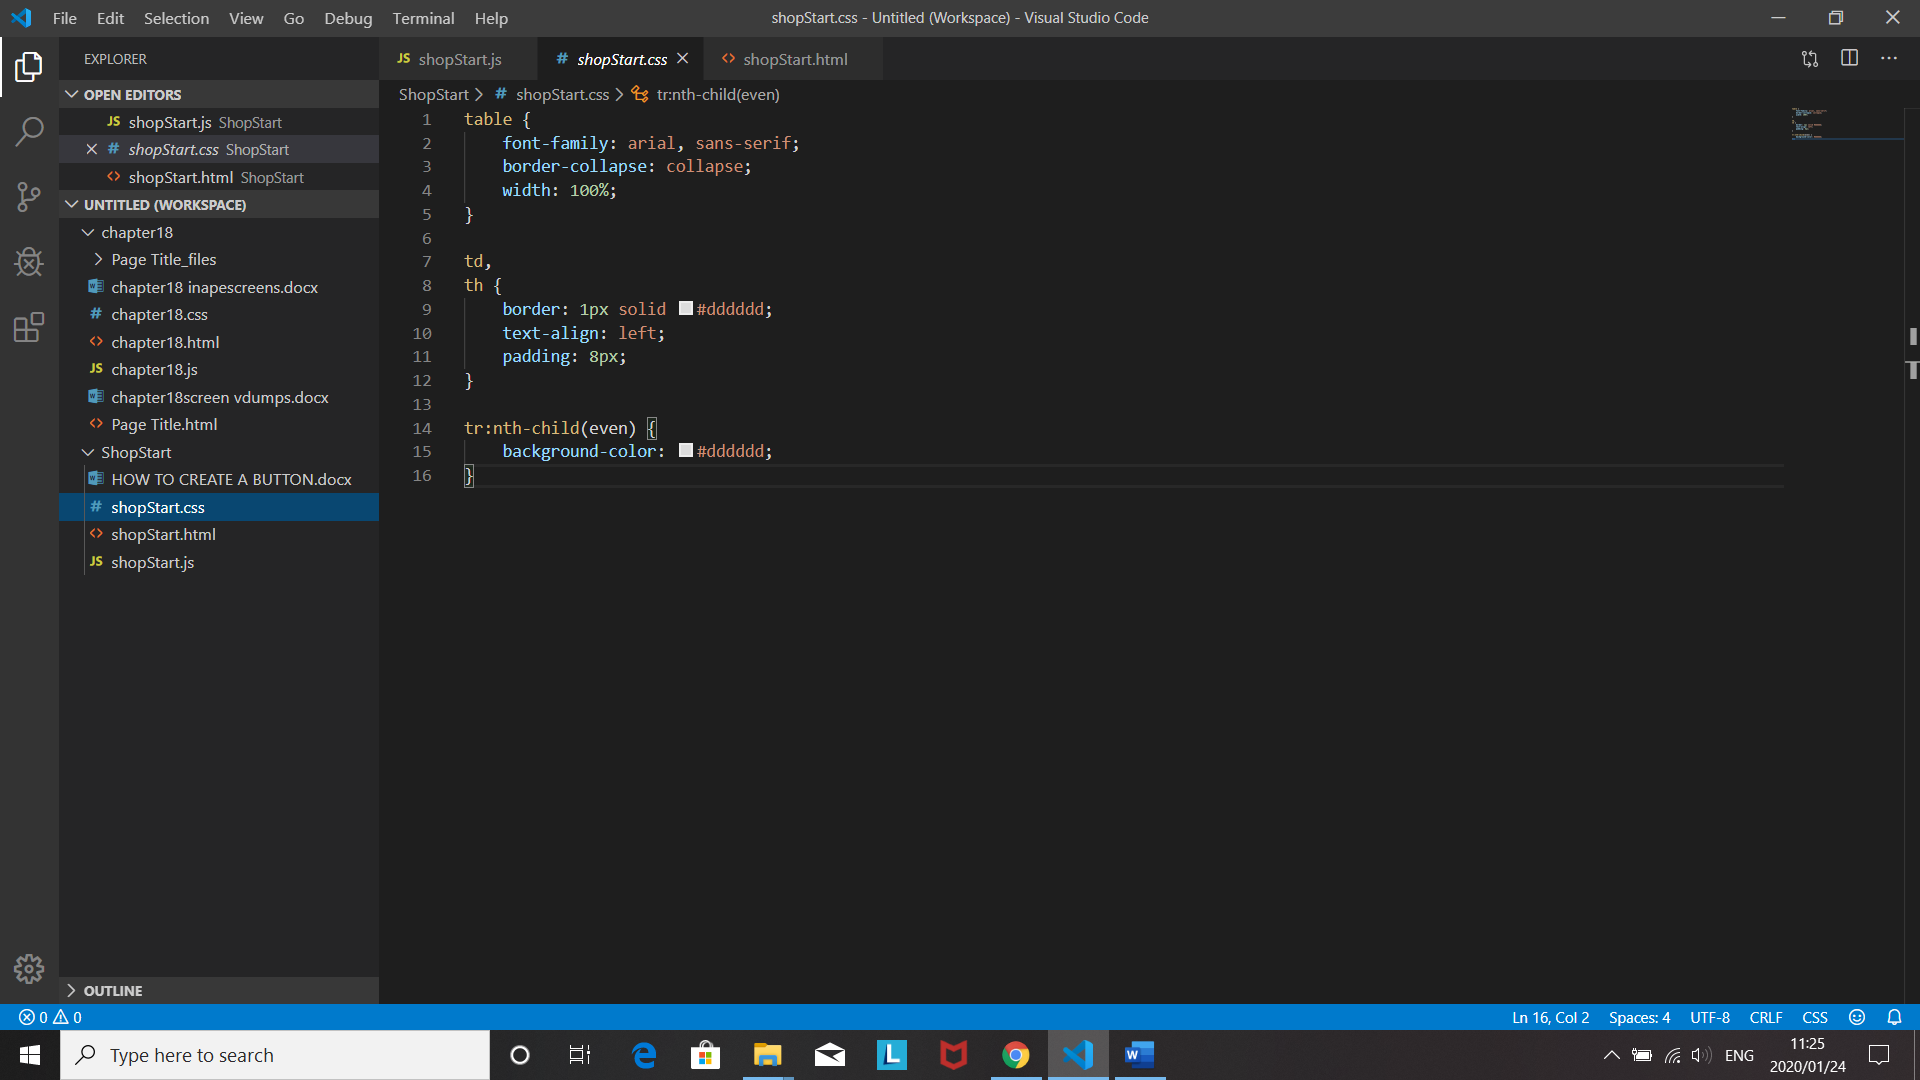 File Edit Selection View Go Debug Terminal Help
shopStart.css - Untitled (Workspace) - Visual Studio Code
EXPLORER
OPEN EDITORS
JS shopStart.js ShopStart
# shopStart.css ShopStart
<> shopStart.html ShopStart
UNTITLED (WORKSPACE)
chapter18
Page Title_files
chapter18 inapescreens.docx
# chapter18.css
<> chapter18.html
JS chapter18.js
chapter18screen vdumps.docx
<> Page Title.html
ShopStart
HOW TO CREATE A BUTTON.docx
# shopStart.css
<> shopStart.html
JS shopStart.js
OUTLINE
JS shopStart.js
# shopStart.css
<> shopStart.html
ShopStart > # shopStart.css > tr:nth-child(even)
1 table {
2 font-family: arial, sans-serif;
3 border-collapse: collapse;
4 width: 100%;
5 }
6
7 td,
8 th {
9 border: 1px solid #dddddd;
10 text-align: left;
11 padding: 8px;
12 }
13
14 tr:nth-child(even) {
15 background-color: #dddddd;
16 }
0 0
Ln 16, Col 2 Spaces: 4 UTF-8 CRLF CSS
Type here to search
ENG
11:25
2020/01/24